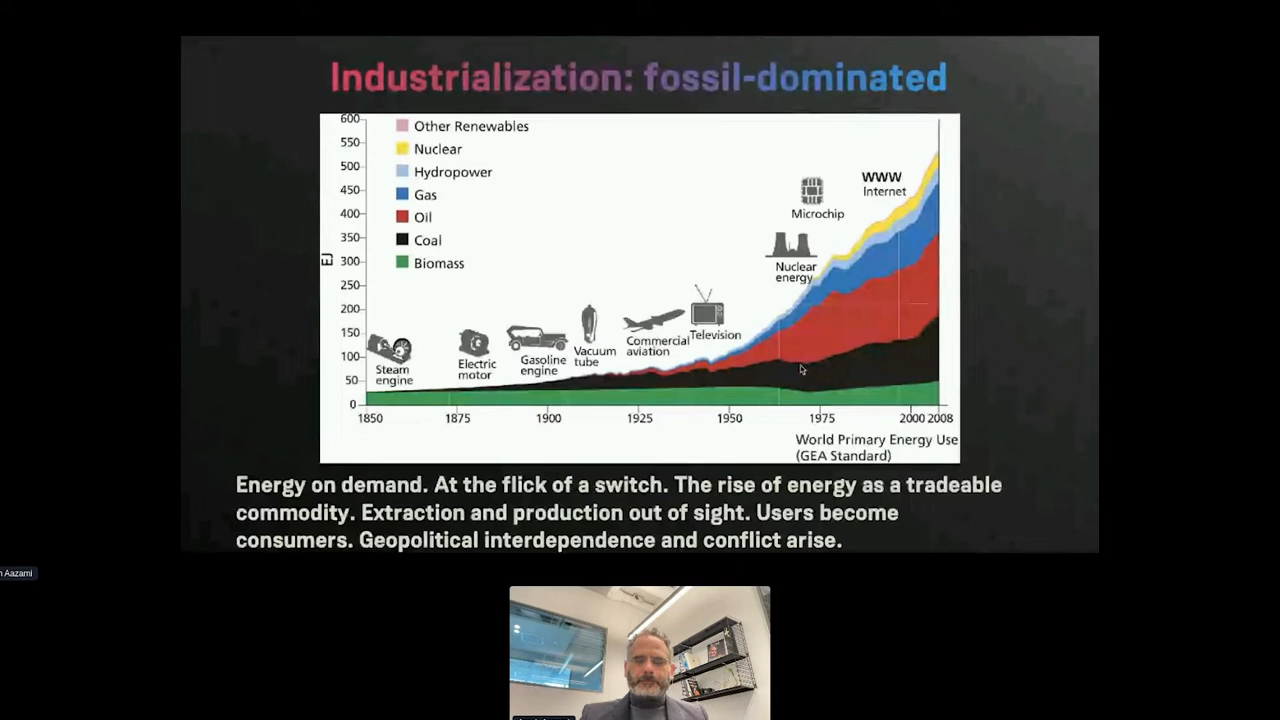 Industrialization: fossil-dominated
600
550
500
450
400
350
300
250
200
150
100
50
0
EJ
Other Renewables
Nuclear
Hydropower
Gas
Oil
Coal
Biomass
WWW
Internet
Microchip
Nuclear
energy
Television
Commercial
aviation
Vacuum
tube
Gasoline
engine
Electric
motor
Steam
engine
1850 1875 1900 1925 1950 1975 2000 2008
World Primary Energy Use
(GEA Standard)
Energy on demand. At the flick of a switch. The rise of energy as a tradeable
commodity. Extraction and production out of sight. Users become
consumers. Geopolitical interdependence and conflict arise.
Aazami